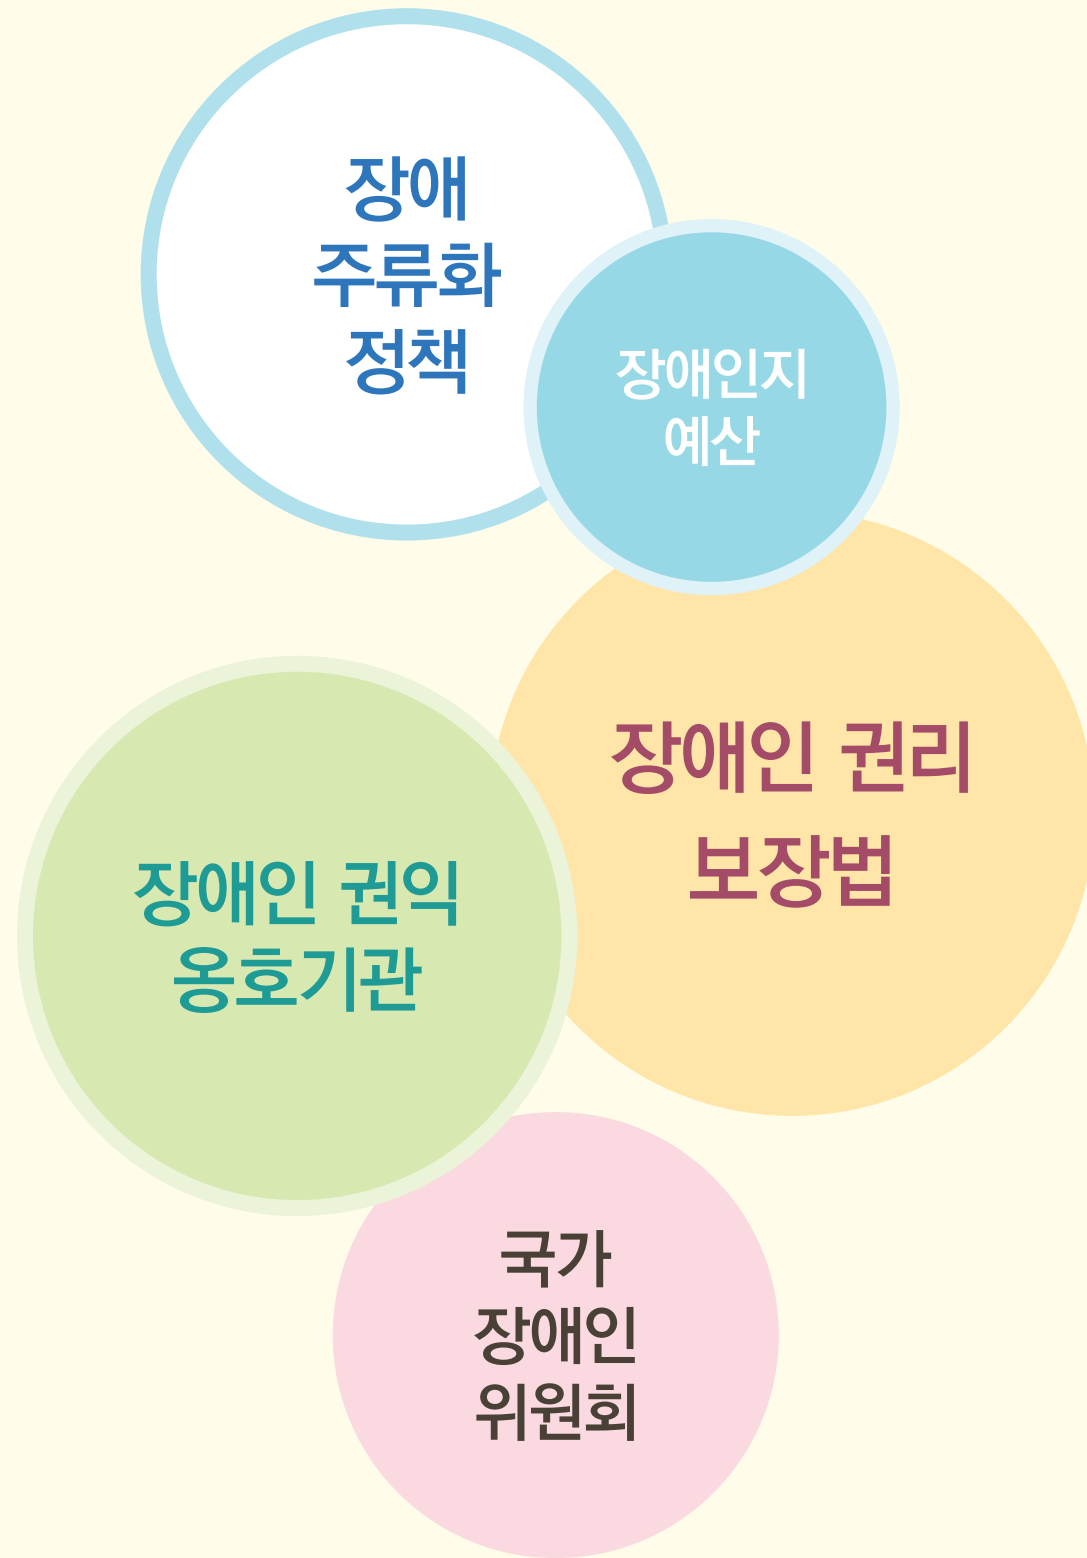 장애
주류화
정책
장애인지
예산
장애인 권리
보장법
장애인 권익
옹호기관
국가
장애인
위원회